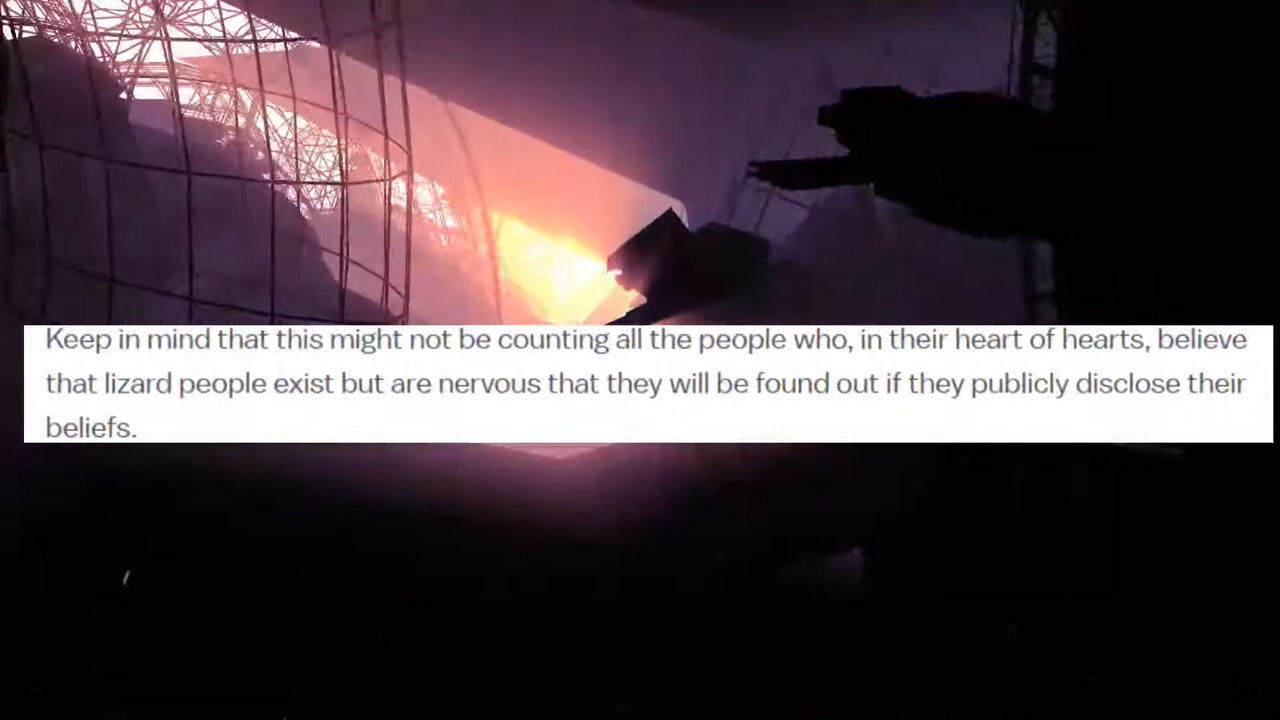 Keep in mind that this might not be counting all the people who, in their heart of hearts, believe
that lizard people exist but are nervous that they will be found out if they publicly disclose their
beliefs.